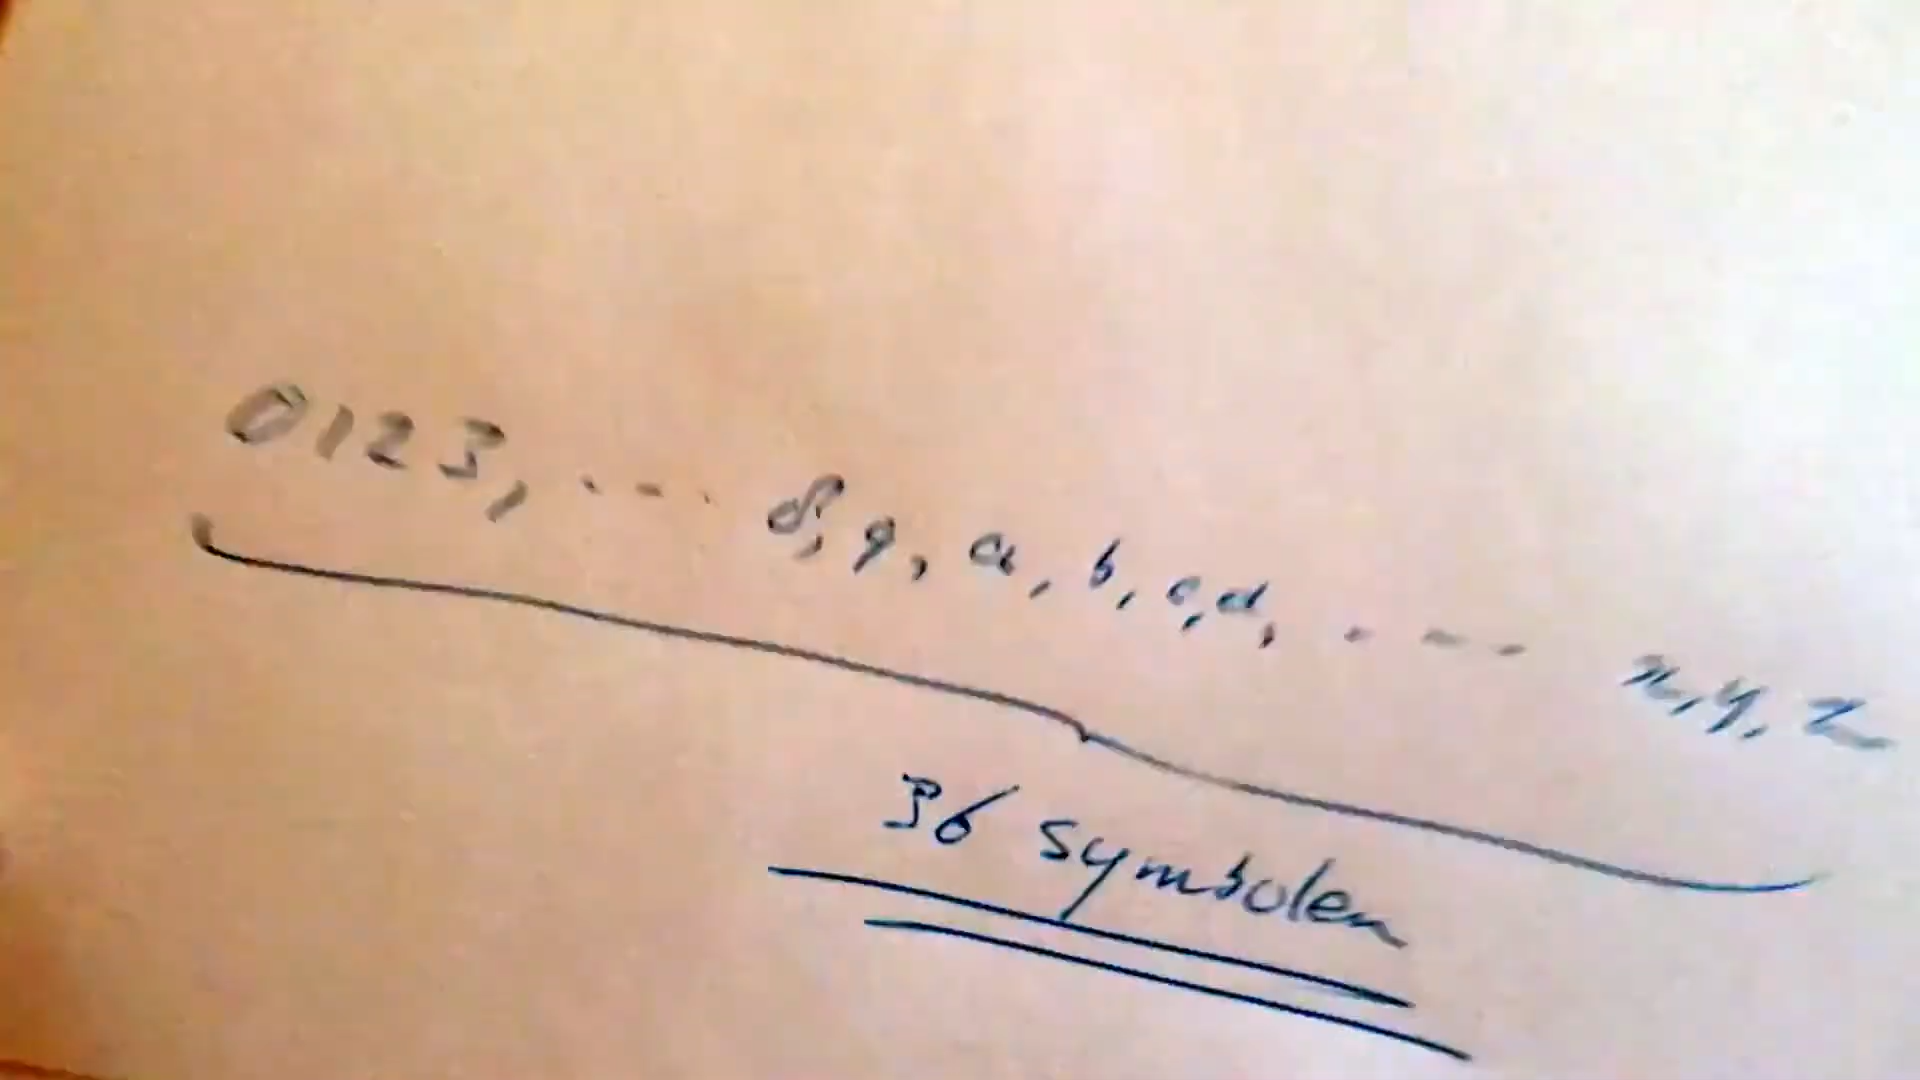 0123, ... 8, 9, a, b, c, d, .... x, y, z
36 symbolen